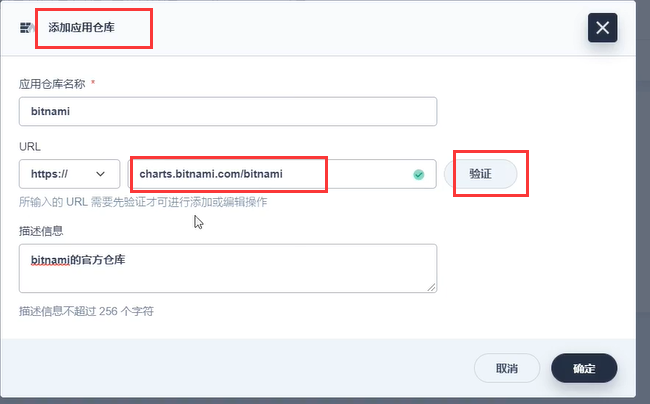 添加应用仓库
应用仓库名称 *
bitnami
URL
https:// charts.bitnami.com/bitnami 验证
所输入的 URL 需要先验证才可进行添加或编辑操作
描述信息
bitnami的官方仓库
描述信息不超过 256 个字符
取消 确定